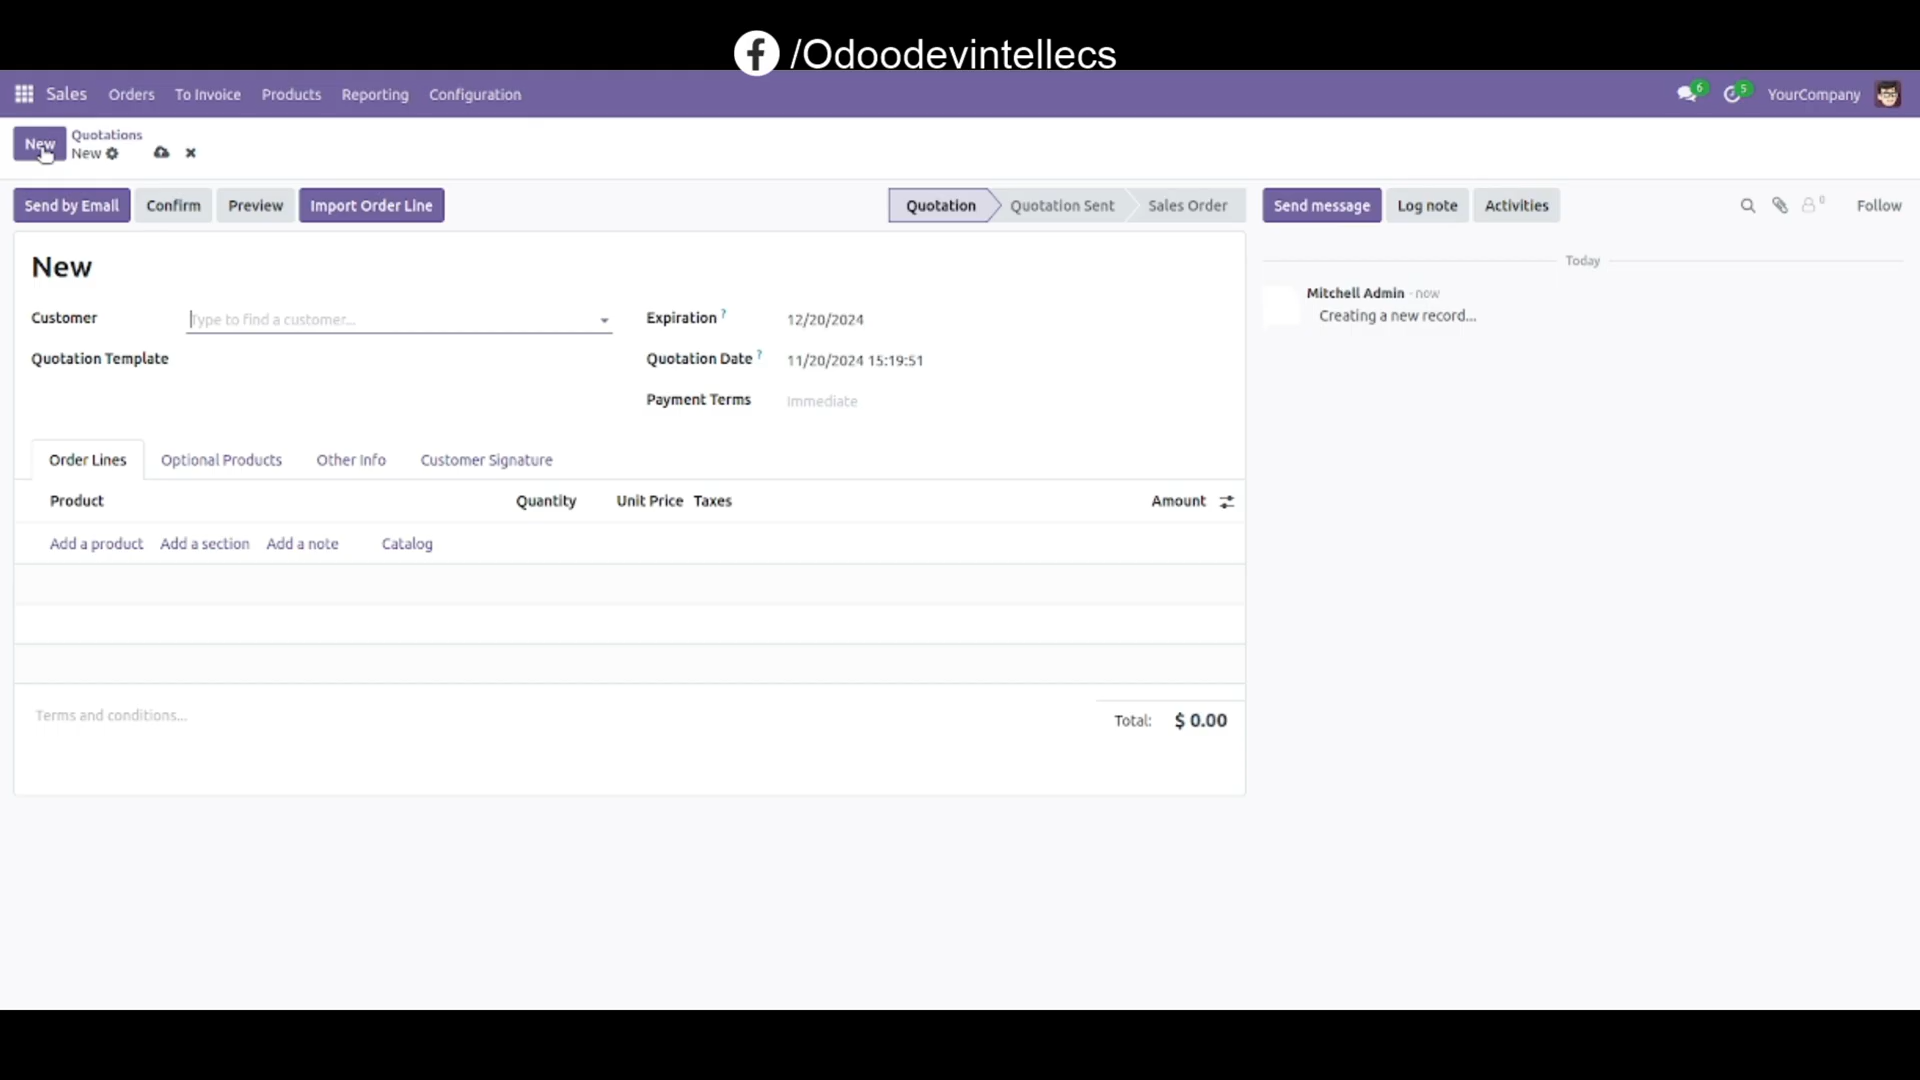 /Odoodevintellecs
Sales Orders To Invoice Products Reporting Configuration 6 5 YourCompany
New Quotations
New
Send by Email Confirm Preview Import Order Line Quotation Quotation Sent Sales Order Send message Log note Activities 0 Follow
New
Today
Customer Type to find a customer... Expiration ? 12/20/2024
Mitchell Admin - now
Creating a new record...
Quotation Template Quotation Date ? 11/20/2024 15:19:51
Payment Terms Immediate
Order Lines Optional Products Other Info Customer Signature
Product Quantity Unit Price Taxes Amount
Add a product Add a section Add a note Catalog
Terms and conditions... Total: $ 0.00